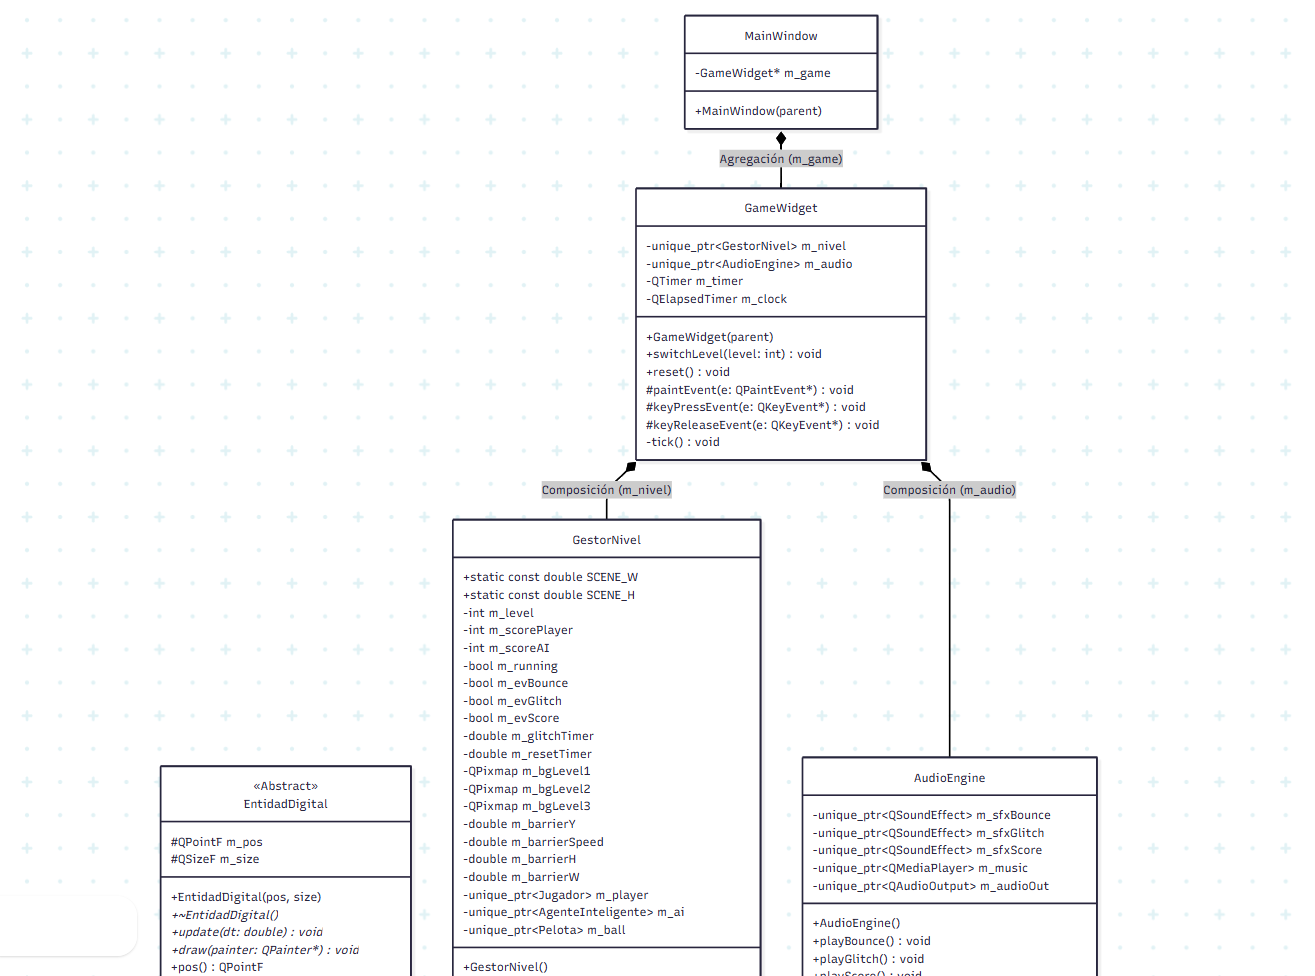 MainWindow
-GameWidget* m_game
+MainWindow(parent)
Agregación (m_game)
GameWidget
-unique_ptr<GestorNivel> m_nivel
-unique_ptr<AudioEngine> m_audio
-QTimer m_timer
-QElapsedTimer m_clock
+GameWidget(parent)
+switchLevel(level: int) : void
+reset() : void
#paintEvent(e: QPaintEvent*) : void
#keyPressEvent(e: QKeyEvent*) : void
#keyReleaseEvent(e: QKeyEvent*) : void
-tick() : void
Composición (m_nivel)
Composición (m_audio)
GestorNivel
+static const double SCENE_W
+static const double SCENE_H
-int m_level
-int m_scorePlayer
-int m_scoreAI
-bool m_running
-bool m_evBounce
-bool m_evGlitch
-bool m_evScore
-double m_glitchTimer
-double m_resetTimer
-QPixmap m_bgLevel1
-QPixmap m_bgLevel2
-QPixmap m_bgLevel3
-double m_barrierY
-double m_barrierSpeed
-double m_barrierH
-double m_barrierW
-unique_ptr<Jugador> m_player
-unique_ptr<AgenteInteligente> m_ai
-unique_ptr<Pelota> m_ball
+GestorNivel()
«Abstract»
EntidadDigital
#QPointF m_pos
#QSizeF m_size
+EntidadDigital(pos, size)
+~EntidadDigital()
+update(dt: double) : void
+draw(painter: QPainter*) : void
+pos() : QPointF
AudioEngine
-unique_ptr<QSoundEffect> m_sfxBounce
-unique_ptr<QSoundEffect> m_sfxGlitch
-unique_ptr<QSoundEffect> m_sfxScore
-unique_ptr<QMediaPlayer> m_music
-unique_ptr<QAudioOutput> m_audioOut
+AudioEngine()
+playBounce() : void
+playGlitch() : void
+playScore() : void